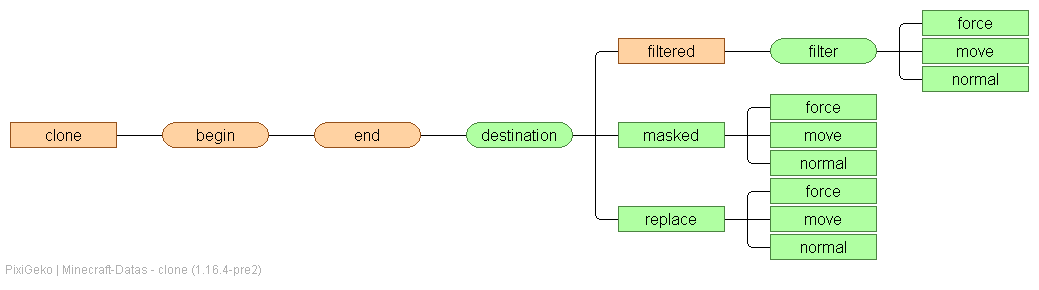 force
filtered
filter
move
normal
force
clone
begin
end
destination
masked
move
normal
force
replace
move
normal
PixiGeko | Minecraft-Datas - clone (1.16.4-pre2)